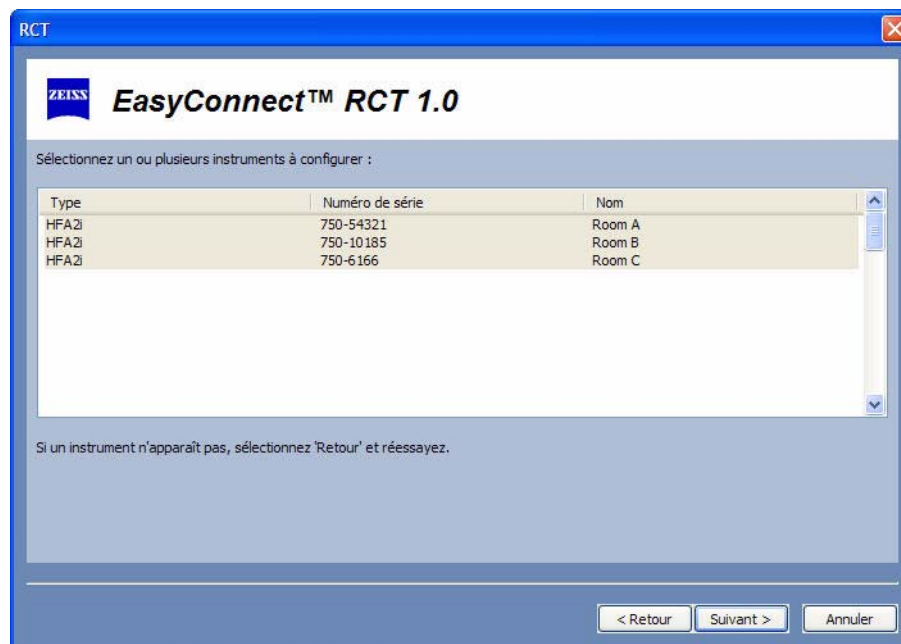 RCT
ZEISS
EasyConnect™ RCT 1.0
Sélectionnez un ou plusieurs instruments à configurer :
Type Numéro de série Nom
HFA2i 750-54321 Room A
HFA2i 750-10185 Room B
HFA2i 750-6166 Room C
Si un instrument n'apparaît pas, sélectionnez 'Retour' et réessayez.
< Retour Suivant > Annuler